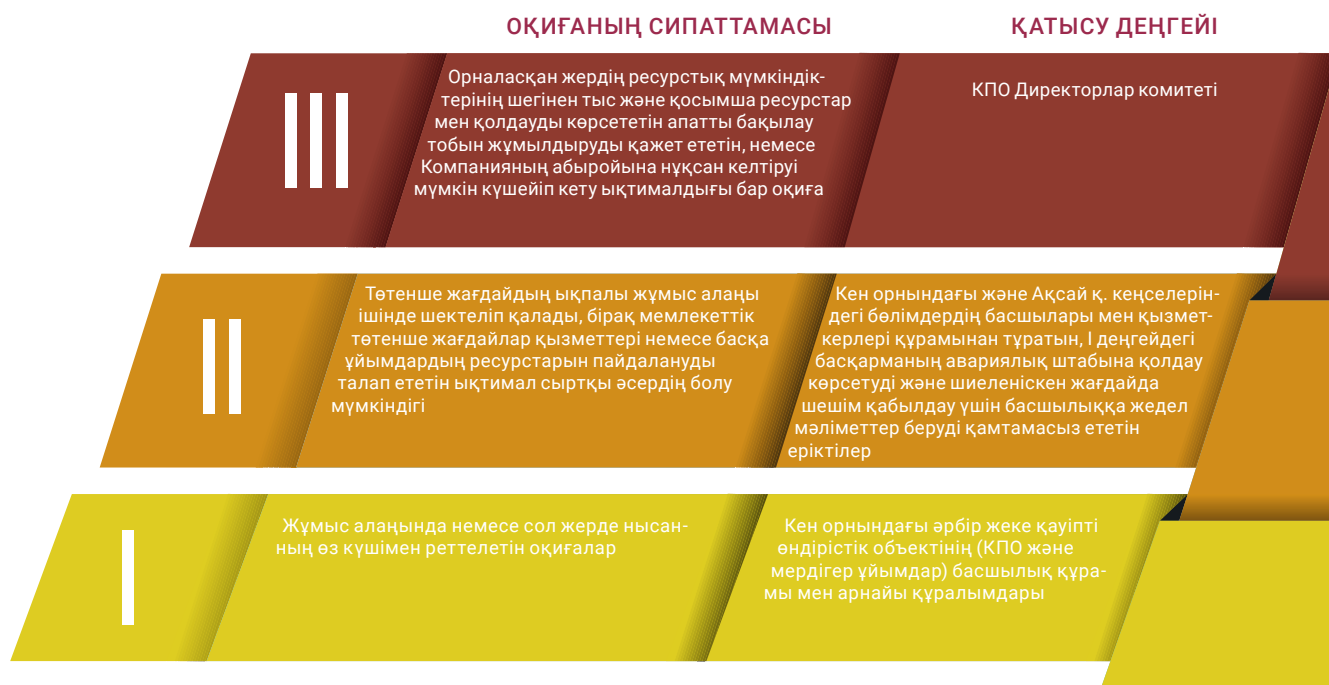 ОҚИҒАНЫҢ СИПАТТАМАСЫ
ҚАТЫСУ ДЕҢГЕЙІ
III
Орналасқан жердің ресурстық мүмкіндік-
терінің шегінен тыс және қосымша ресурстар
мен қолдауды көрсететін апатты бақылау
тобын жұмылдыруды қажет ететін, немесе
Компанияның абыройына нұқсан келтіруі
мүмкін күшейіп кету ықтималдығы бар оқиға
КПО Директорлар комитеті
II
Төтенше жағдайдың ықпалы жұмыс алаңы
ішінде шектеліп қалады, бірақ мемлекеттік
төтенше жағдайлар қызметтері немесе басқа
ұйымдардың ресурстарын пайдалануды
талап ететін ықтимал сыртқы әсердің болу
мүмкіндігі
Кен орнындағы және Ақсай қ. кеңселерін-
дегі бөлімдердің басшылары мен қызмет-
керлері құрамынан тұратын, І деңгейдегі
басқарманың авариялық штабына қолдау
көрсетуді және шиеленіскен жағдайда
шешім қабылдау үшін басшылыққа жедел
мәліметтер беруді қамтамасыз ететін
еріктілер
I
Жұмыс алаңында немесе сол жерде нысан-
ның өз күшімен реттелетін оқиғалар
Кен орнындағы әрбір жеке қауіпті
өндірістік объектінің (КПО және
мердігер ұйымдар) басшылық құра-
мы мен арнайы құралымдары